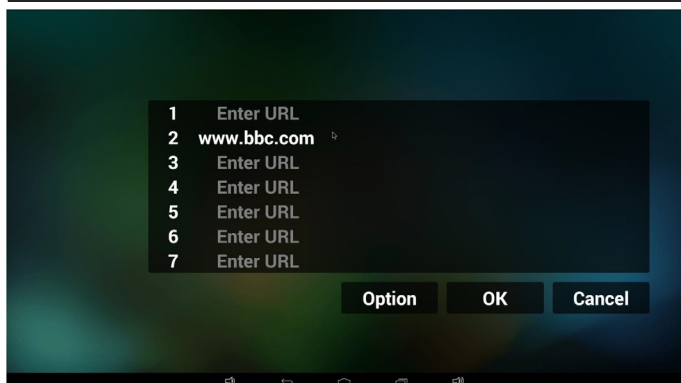 1 Enter URL
2 www.bbc.com
3 Enter URL
4 Enter URL
5 Enter URL
6 Enter URL
7 Enter URL
Option OK Cancel